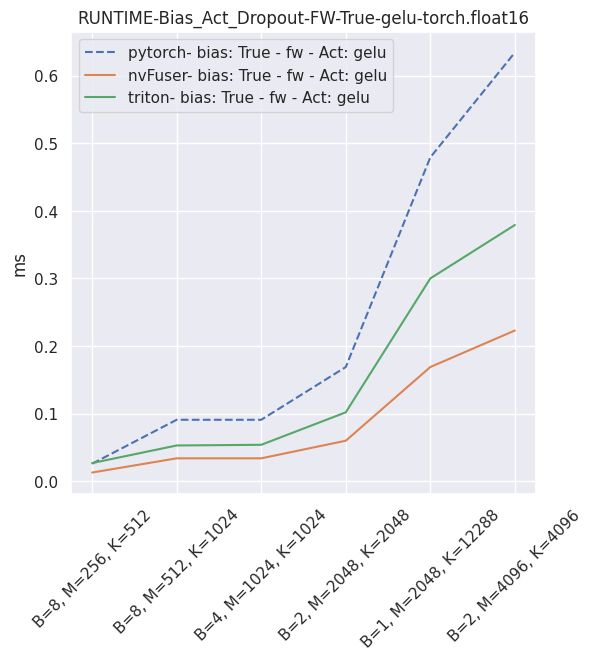 RUNTIME-Bias_Act_Dropout-FW-True-gelu-torch.float16
pytorch- bias: True - fw - Act: gelu
nvFuser- bias: True - fw - Act: gelu
triton- bias: True - fw - Act: gelu
ms
0.6
0.5
0.4
0.3
0.2
0.1
0.0
B=8, M=256, K=512
B=8, M=512, K=1024
B=4, M=1024, K=1024
B=2, M=2048, K=2048
B=1, M=2048, K=12288
B=2, M=4096, K=4096